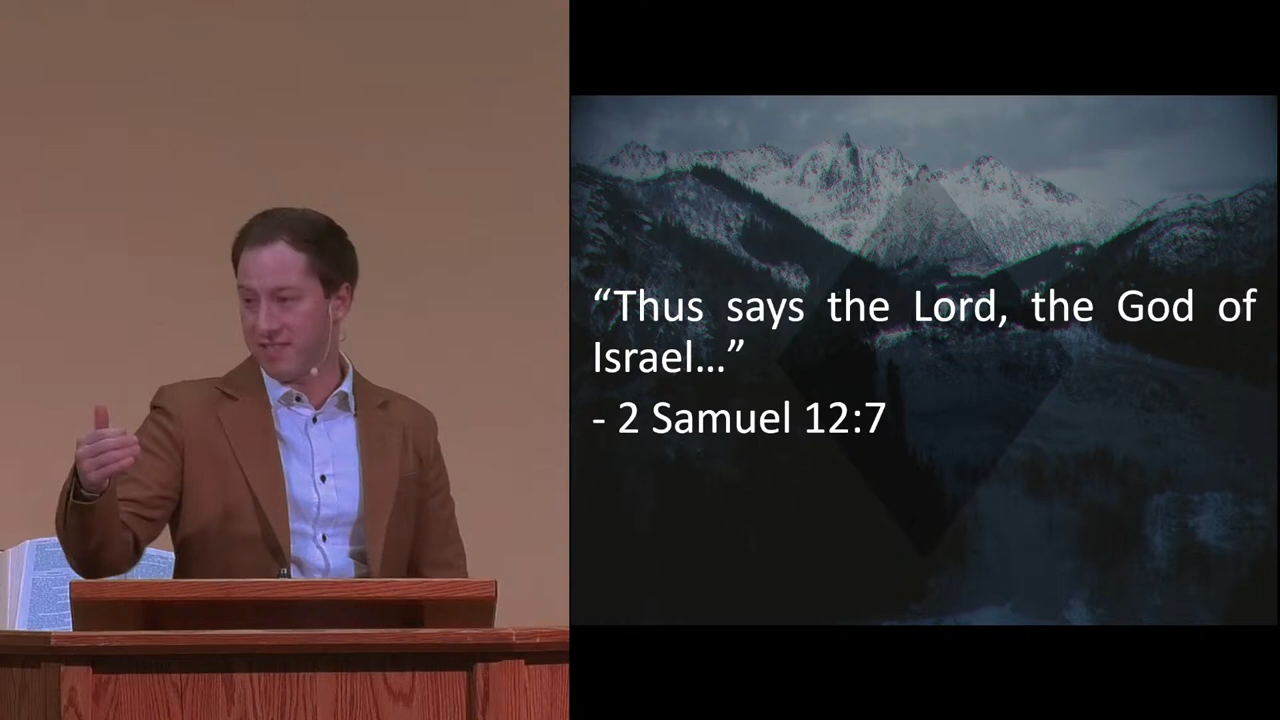 “Thus says the Lord, the God of
Israel…”
- 2 Samuel 12:7